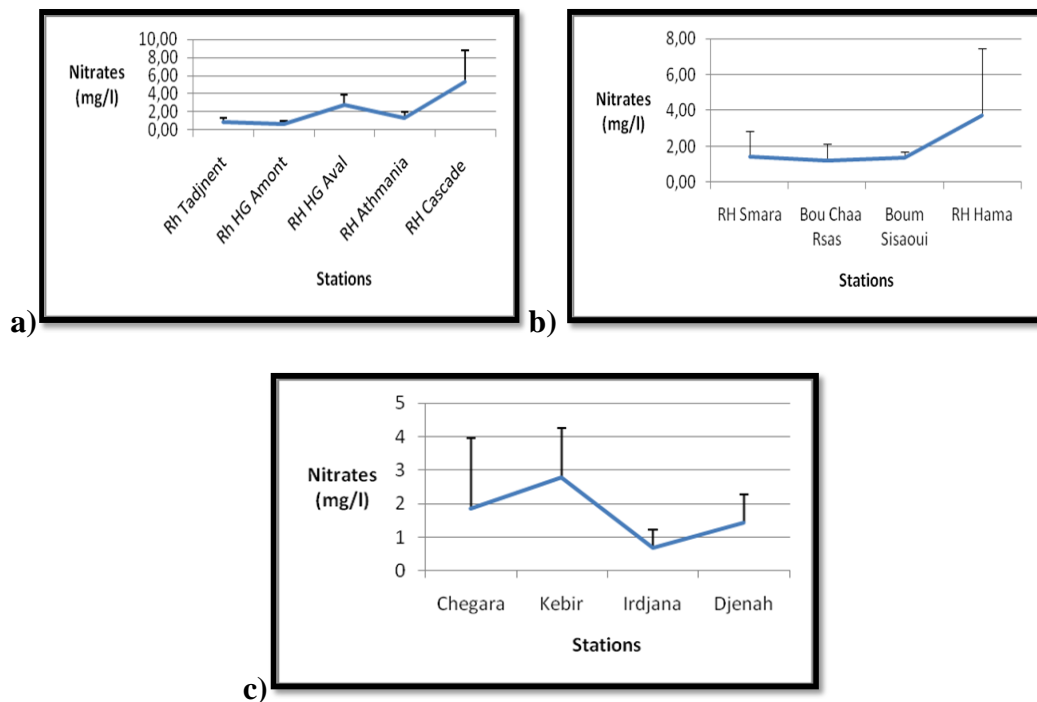 10,00
8,00
6,00
4,00
2,00
0,00
Nitrates
(mg/l)
Rh Tadjnent
Rh HG Amont
RH HG Aval
RH Athmania
RH Cascade
Stations
a)
8,00
6,00
4,00
2,00
0,00
Nitrates
(mg/l)
RH Smara
Bou Chaa
Rsas
Boum
Sisaoui
RH Hama
Stations
b)
5
4
3
2
1
0
Nitrates
(mg/l)
Chegara
Kebir
Irdjana
Djenah
Stations
c)